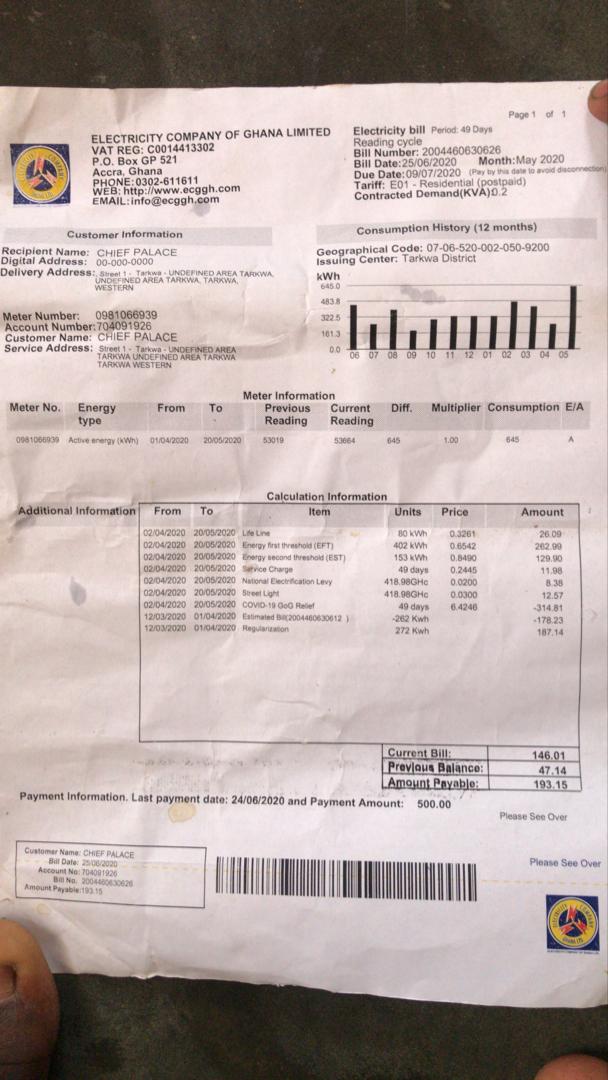 Page 1 of 1
ELECTRICITY COMPANY OF GHANA LIMITED
VAT REG: C0014413302
P.O. Box GP 521
Accra, Ghana
PHONE:0302-611611
WEB: http://www.ecggh.com
EMAIL:info@ecggh.com
Electricity bill Period: 49 Days
Reading cycle
Bill Number: 2004460630626
Bill Date:25/06/2020 Month:May 2020
Due Date:09/07/2020 (Pay by this date to avoid disconnection)
Tariff: E01 - Residential (postpaid)
Contracted Demand(KVA):0.2
Customer Information
Recipient Name: CHIEF PALACE
Digital Address: 00-000-0000
Delivery Address: Street 1 - Tarkwa - UNDEFINED AREA TARKWA,
UNDEFINED AREA TARKWA, TARKWA,
WESTERN
Meter Number: 0981066939
Account Number:704091926
Customer Name: CHIEF PALACE
Service Address: Street 1 - Tarkwa - UNDEFINED AREA
TARKWA UNDEFINED AREA TARKWA
TARKWA WESTERN
Consumption History (12 months)
Geographical Code: 07-06-520-002-050-9200
Issuing Center: Tarkwa District
kWh
645.0
483.8
322.5
161.3
0.0
06 07 08 09 10 11 12 01 02 03 04 05
Meter Information
Meter No. Energy type From To Previous Reading Current Reading Diff. Multiplier Consumption E/A
0981066939 Active energy (kWh) 01/04/2020 20/05/2020 53019 53664 645 1.00 645 A
Calculation Information
Additional Information From To Item Units Price Amount
02/04/2020 20/05/2020 Life Line 80 kWh 0.3261 26.09
02/04/2020 20/05/2020 Energy first threshold (EFT) 402 kWh 0.6542 262.99
02/04/2020 20/05/2020 Energy second threshold (EST) 153 kWh 0.8490 129.90
02/04/2020 20/05/2020 Service Charge 49 days 0.2445 11.98
02/04/2020 20/05/2020 National Electrification Levy 418.98GHc 0.0200 8.38
02/04/2020 20/05/2020 Street Light 418.98GHc 0.0300 12.57
02/04/2020 20/05/2020 COVID-19 GoG Relief 49 days 6.4246 -314.81
12/03/2020 01/04/2020 Estimated Bill(2004460630612 ) -262 Kwh -178.23
12/03/2020 01/04/2020 Regularization 272 Kwh 187.14
Current Bill: 146.01
Previous Balance: 47.14
Amount Payable: 193.15
Payment Information. Last payment date: 24/06/2020 and Payment Amount: 500.00
Please See Over
Customer Name: CHIEF PALACE
Bill Date: 25/06/2020
Account No:704091926
Bill No. 2004460630626
Amount Payable:193.15
Please See Over